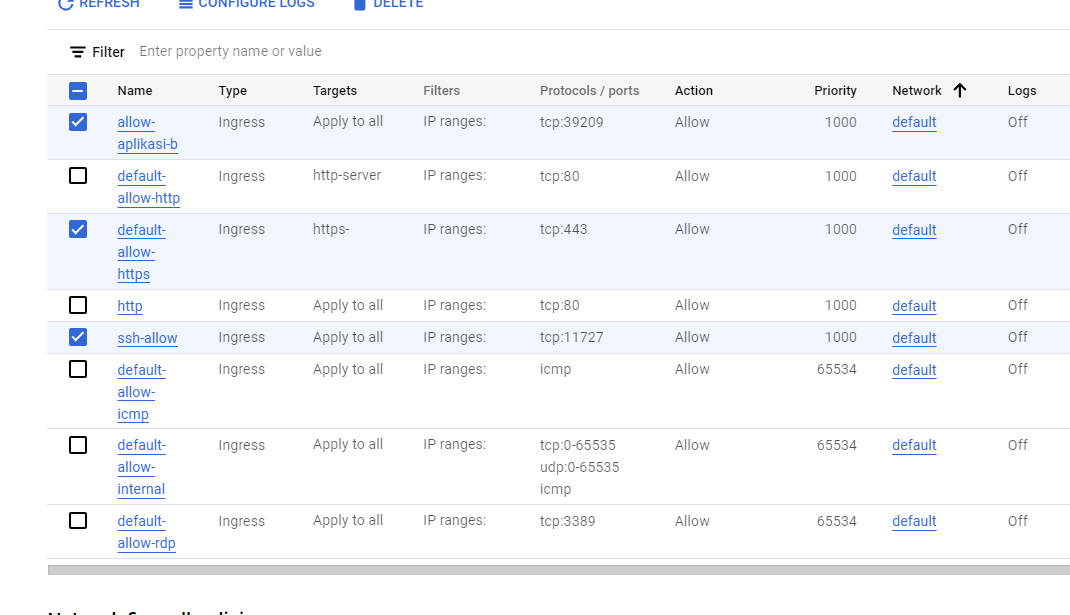 REFRESH CONFIGURE LOGS DELETE
Filter Enter property name or value
Name Type Targets Filters Protocols / ports Action Priority Network Logs
allow- Ingress Apply to all IP ranges: tcp:39209 Allow 1000 default Off
aplikasi-b
default- Ingress http-server IP ranges: tcp:80 Allow 1000 default Off
allow-http
default- Ingress https- IP ranges: tcp:443 Allow 1000 default Off
allow-
https
http Ingress Apply to all IP ranges: tcp:80 Allow 1000 default Off
ssh-allow Ingress Apply to all IP ranges: tcp:11727 Allow 1000 default Off
default- Ingress Apply to all IP ranges: icmp Allow 65534 default Off
allow-
icmp
default- Ingress Apply to all IP ranges: tcp:0-65535 Allow 65534 default Off
allow- udp:0-65535
internal icmp
default- Ingress Apply to all IP ranges: tcp:3389 Allow 65534 default Off
allow-rdp